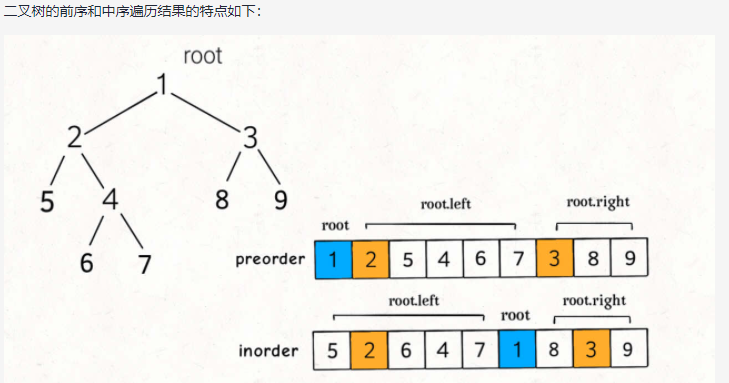 二叉树的前序和中序遍历结果的特点如下：
root
1
2 3
5 4 8 9
6 7
root root.left root.right
preorder 1 2 5 4 6 7 3 8 9
root.left root root.right
inorder 5 2 6 4 7 1 8 3 9